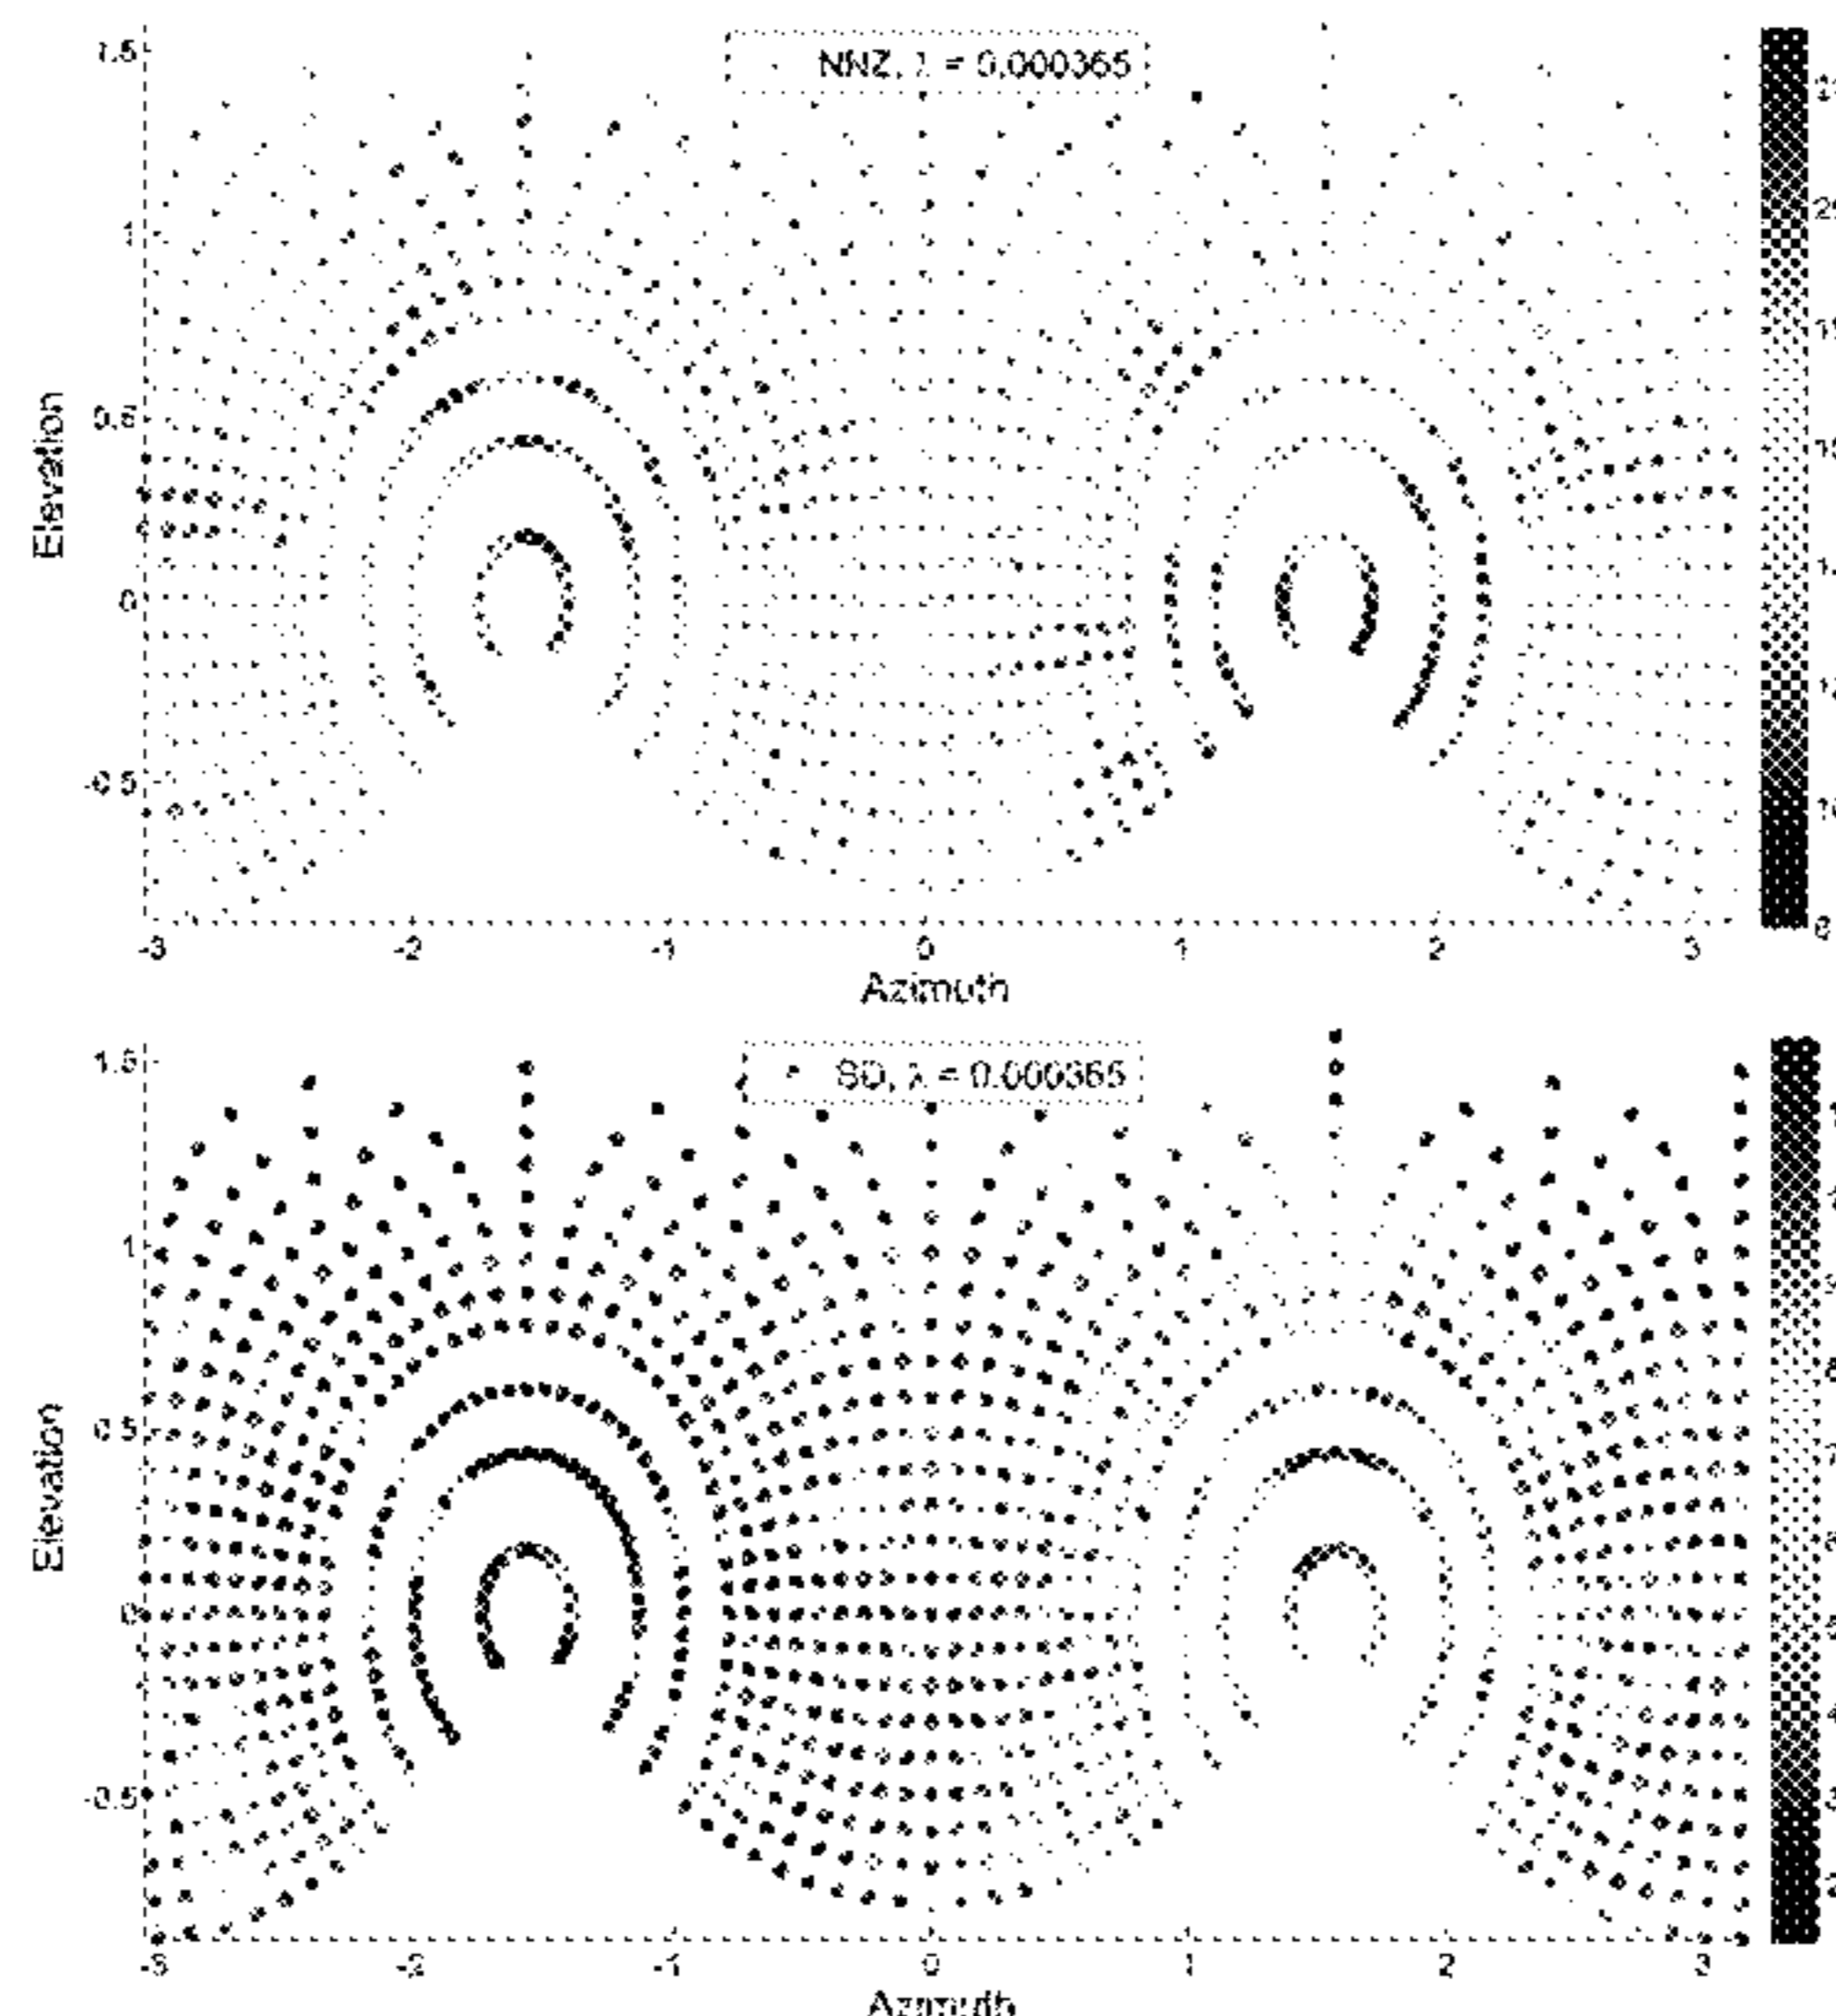 NNZ, λ = 0.000365
1.5
1
0.5
0
-0.5
Elevation
-3 -2 -1 0 1 2 3
Azimuth
SD, λ = 0.000365
1.5
1
0.5
0
-0.5
Elevation
-3 -2 -1 0 1 2 3
Azimuth